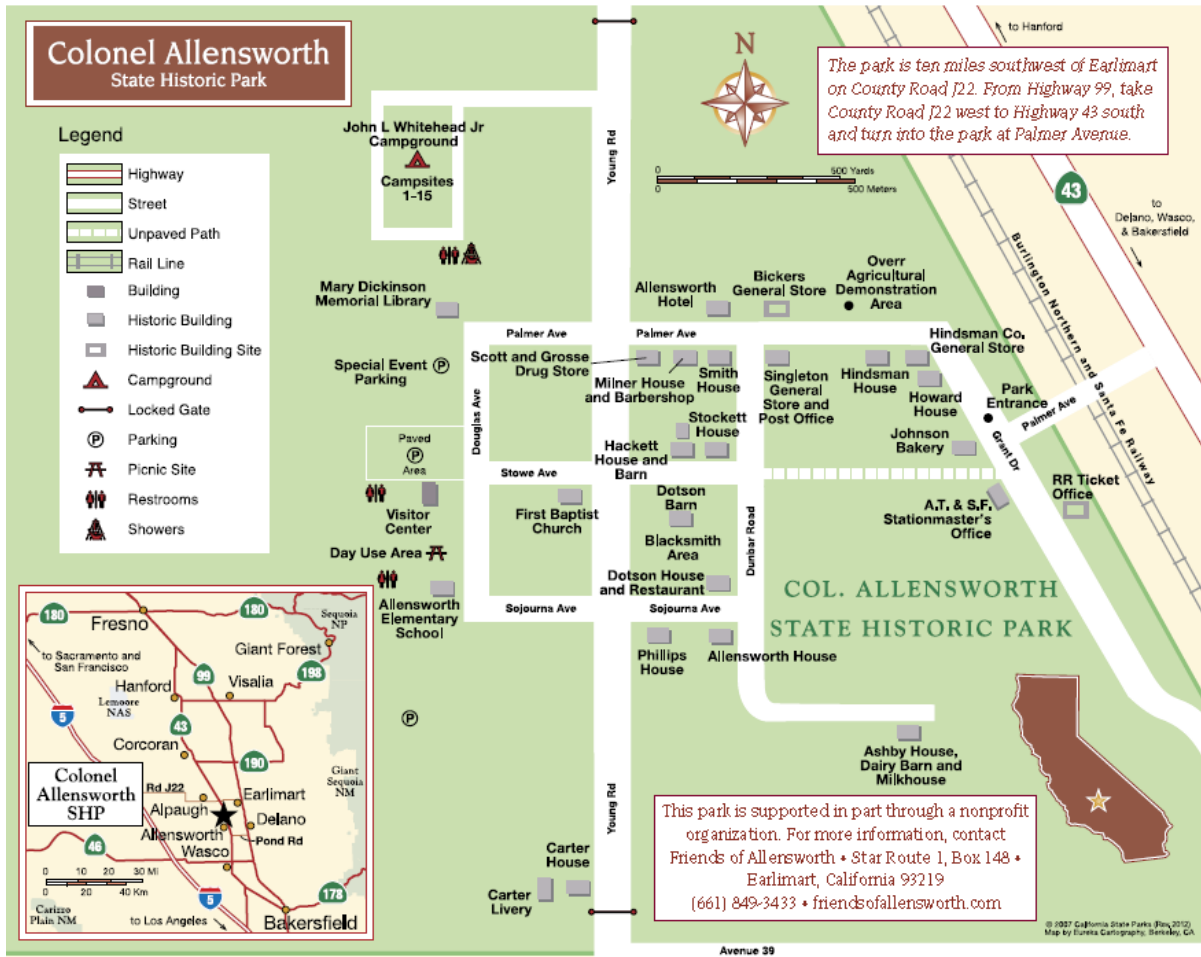 Colonel Allensworth
State Historic Park
Legend
Highway
Street
Unpaved Path
Rail Line
Building
Historic Building
Historic Building Site
Campground
Locked Gate
P
Parking
Picnic Site
Restrooms
Showers
John L Whitehead Jr
Campground
Campsites
1-15
Young Rd
N
0 500 Yards
0 500 Meters
The park is ten miles southwest of Earlimart
on County Road J22. From Highway 99, take
County Road J22 west to Highway 43 south
and turn into the park at Palmer Avenue.
to Hanford
43
to
Delano, Wasco,
& Bakersfield
Burlington Northern and Santa Fe Railway
Mary Dickinson
Memorial Library
Allensworth
Hotel
Bickers
General Store
Overr
Agricultural
Demonstration
Area
Palmer Ave
Palmer Ave
Hindsman Co.
General Store
Special Event
Parking
P
Scott and Grosse
Drug Store
Milner House
and Barbershop
Smith
House
Singleton
General
Store and
Post Office
Hindsman
House
Howard
House
Park
Entrance
Palmer Ave
Douglas Ave
Stockett
House
Johnson
Bakery
Grant Dr
Paved
P
Area
Hackett
House and
Barn
Stowe Ave
Visitor
Center
First Baptist
Church
Dotson
Barn
Blacksmith
Area
Dunbar Road
A.T. & S.F.
Stationmaster's
Office
RR Ticket
Office
Day Use Area
Dotson House
and Restaurant
Allensworth
Elementary
School
Sojourna Ave
Sojourna Ave
COL. ALLENSWORTH
STATE HISTORIC PARK
Phillips
House
Allensworth House
P
Ashby House,
Dairy Barn and
Milkhouse
Young Rd
Carter
House
Carter
Livery
180
180
Fresno
Sequoia
NP
to Sacramento and
San Francisco
Giant Forest
99
198
Hanford
Visalia
Lemoore
NAS
5
43
Corcoran
190
Giant
Sequoia
NM
Colonel
Allensworth
SHP
Rd J22
Alpaugh
Earlimart
Allensworth
Delano
Pond Rd
46
Wasco
0 10 20 30 Mi
0 20 40 Km
5
178
Carizzo
Plain NM
to Los Angeles
Bakersfield
This park is supported in part through a nonprofit
organization. For more information, contact
Friends of Allensworth • Star Route 1, Box 148 •
Earlimart, California 93219
(661) 849-3433 • friendsofallensworth.com
© 2007 California State Parks (Rev. 2012)
Map by Eureka Cartography, Berkeley, CA
Avenue 39